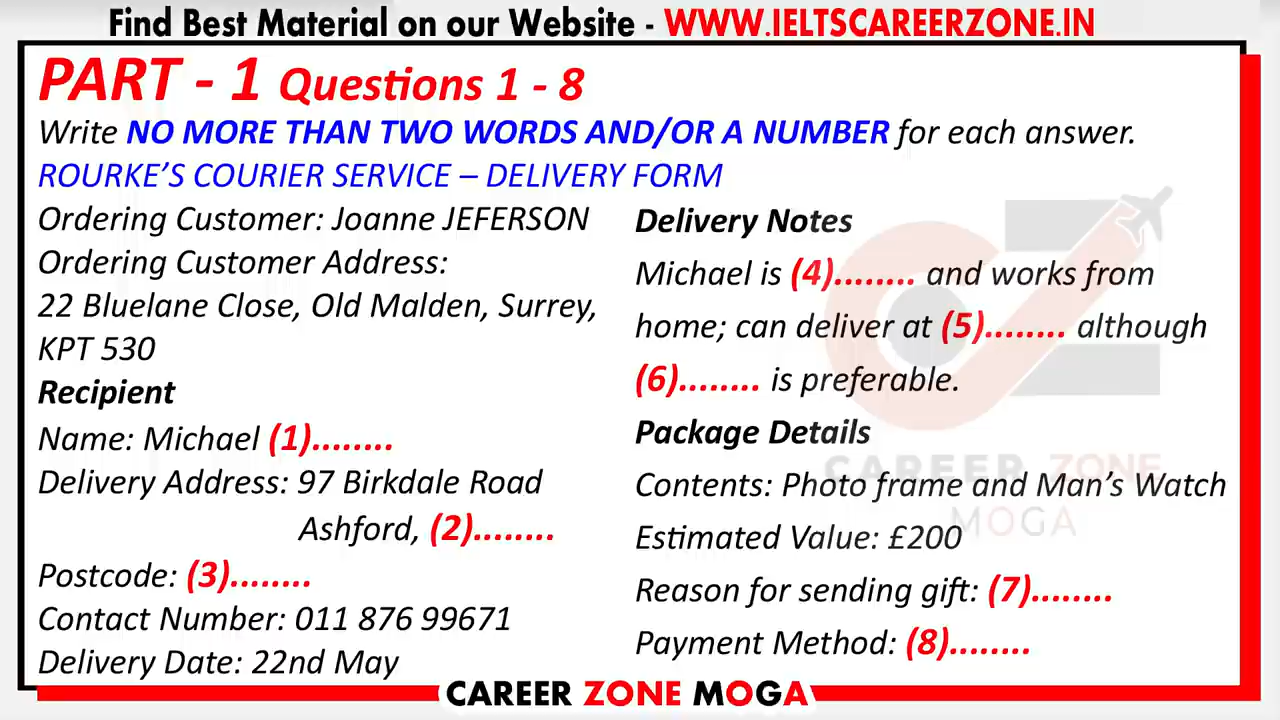 Find Best Material on our Website - WWW.IELTSCAREERZONE.IN
PART - 1 Questions 1 - 8
Write NO MORE THAN TWO WORDS AND/OR A NUMBER for each answer.
ROURKE'S COURIER SERVICE – DELIVERY FORM
Ordering Customer: Joanne JEFERSON
Ordering Customer Address:
22 Bluelane Close, Old Malden, Surrey,
KPT 530
Recipient
Name: Michael (1)........
Delivery Address: 97 Birkdale Road
Ashford, (2)........
Postcode: (3)........
Contact Number: 011 876 99671
Delivery Date: 22nd May
Delivery Notes
Michael is (4)........ and works from
home; can deliver at (5)........ although
(6)........ is preferable.
Package Details
Contents: Photo frame and Man's Watch
Estimated Value: £200
Reason for sending gift: (7)........
Payment Method: (8)........
CAREER ZONE
MOGA
CAREER ZONE MOGA